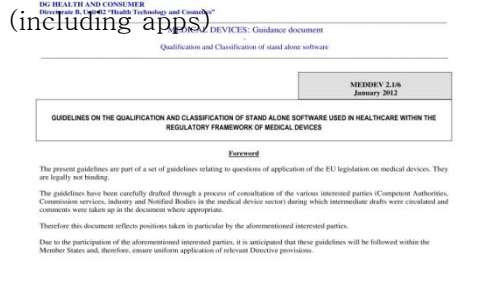 DG HEALTH AND CONSUMER
Directorate B, Unit B2 "Health Technology and Cosmetics"
(including apps)
MEDICAL DEVICES: Guidance document
-
Qualification and Classification of stand alone software
MEDDEV 2.1/6
January 2012
GUIDELINES ON THE QUALIFICATION AND CLASSIFICATION OF STAND ALONE SOFTWARE USED IN HEALTHCARE WITHIN THE
REGULATORY FRAMEWORK OF MEDICAL DEVICES
Foreword
The present guidelines are part of a set of guidelines relating to questions of application of the EU legislation on medical devices. They
are legally not binding.
The guidelines have been carefully drafted through a process of consultation of the various interested parties (Competent Authorities,
Commission services, industry and Notified Bodies in the medical device sector) during which intermediate drafts were circulated and
comments were taken up in the document where appropriate.
Therefore this document reflects positions taken in particular by the aforementioned interested parties.
Due to the participation of the aforementioned interested parties, it is anticipated that these guidelines will be followed within the
Member States and, therefore, ensure uniform application of relevant Directive provisions.